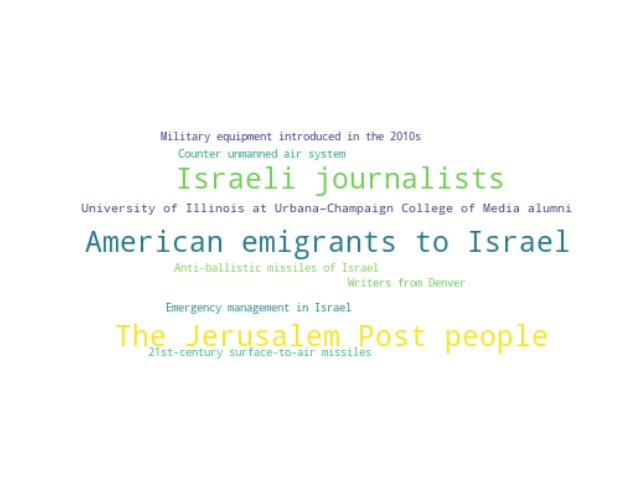 Military equipment introduced in the 2010s
Counter unmanned air system
Israeli journalists
University of Illinois at Urbana–Champaign College of Media alumni
American emigrants to Israel
Anti-ballistic missiles of Israel
Writers from Denver
Emergency management in Israel
The Jerusalem Post people
21st-century surface-to-air missiles